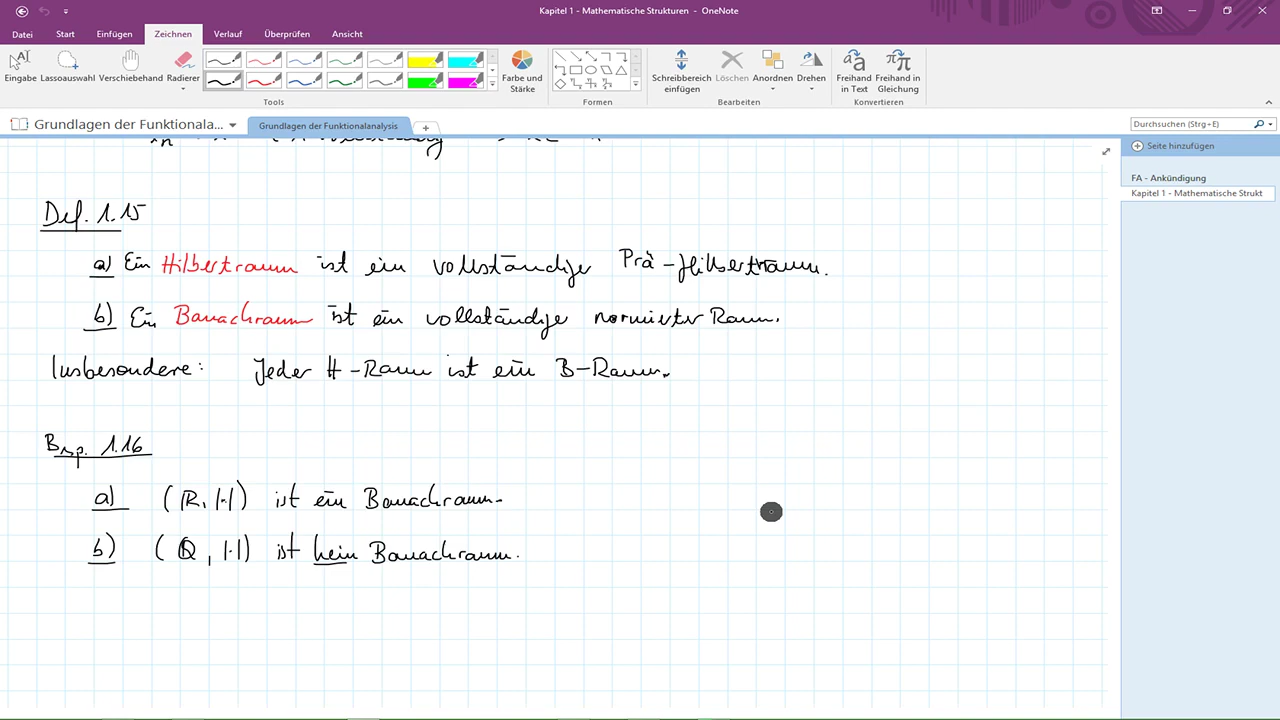 Kapitel 1 - Mathematische Strukturen - OneNote
Datei Start Einfügen Zeichnen Verlauf Überprüfen Ansicht
Eingabe Lassoauswahl Verschiebehand Radierer Farbe und Stärke Schreibbereich einfügen Löschen Anordnen Drehen Freihand in Text Freihand in Gleichung
Tools Formen Bearbeiten Konvertieren
Grundlagen der Funktionala... Grundlagen der Funktionalanalysis + Durchsuchen (Strg+E)
Seite hinzufügen
FA - Ankündigung
Kapitel 1 - Mathematische Strukt
Def. 1.15
a) Ein Hilbertraum ist ein vollständiger Prä-Hilbertraum.
b) Ein Banachraum ist ein vollständige normierter Raum.
Insbesondere: Jeder H-Raum ist ein B-Raum.
Bsp. 1.16
a) (ℝ, |·|) ist ein Banachraum.
b) (ℚ, |·|) ist kein Banachraum.